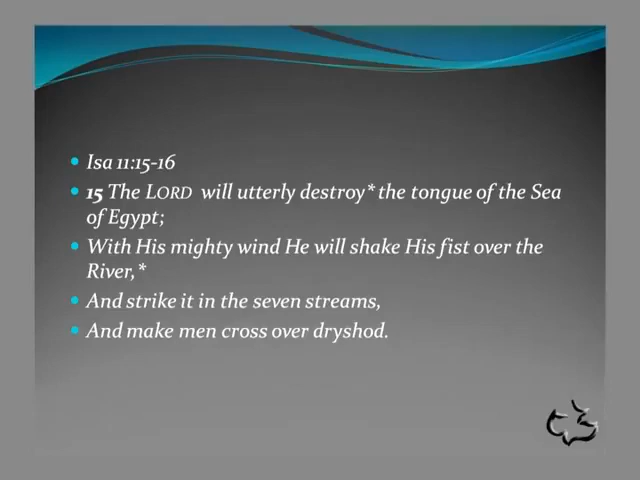 Isa 11:15-16
15 The LORD will utterly destroy* the tongue of the Sea
of Egypt;
With His mighty wind He will shake His fist over the
River,*
And strike it in the seven streams,
And make men cross over dryshod.